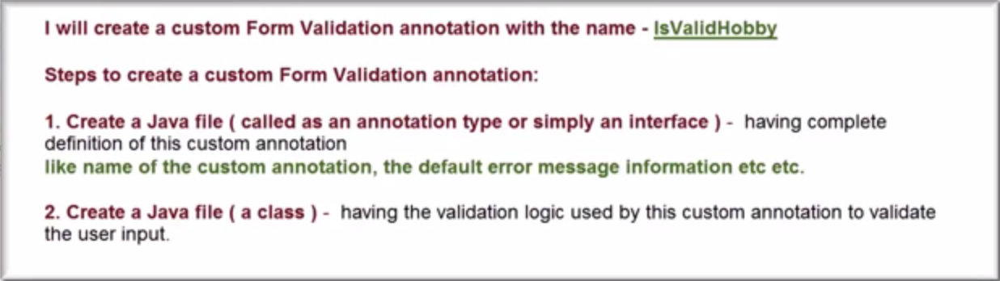 I will create a custom Form Validation annotation with the name - IsValidHobby
Steps to create a custom Form Validation annotation:
1. Create a Java file ( called as an annotation type or simply an interface ) - having complete
definition of this custom annotation
like name of the custom annotation, the default error message information etc etc.
2. Create a Java file ( a class ) - having the validation logic used by this custom annotation to validate
the user input.